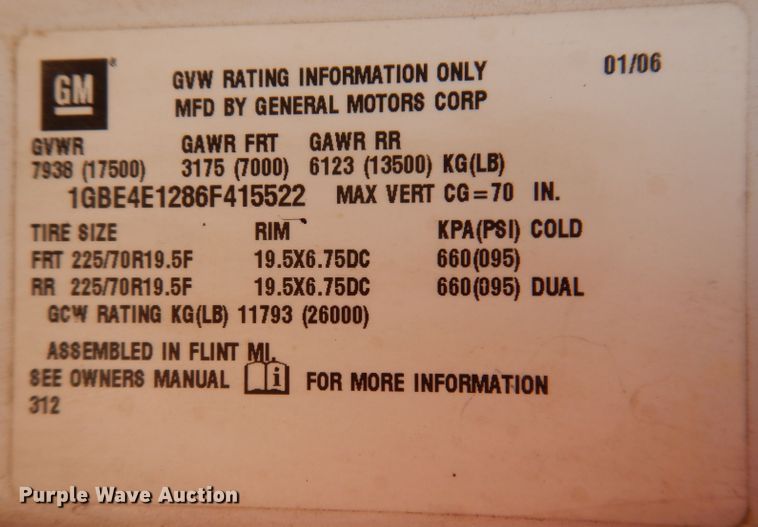 GM ®
GVW RATING INFORMATION ONLY 01/06
MFD BY GENERAL MOTORS CORP
GVWR GAWR FRT GAWR RR
7938 (17500) 3175 (7000) 6123 (13500) KG(LB)
1GBE4E1286F415522 MAX VERT CG=70 IN.
TIRE SIZE RIM KPA(PSI) COLD
FRT 225/70R19.5F 19.5X6.75DC 660(095)
RR 225/70R19.5F 19.5X6.75DC 660(095) DUAL
GCW RATING KG(LB) 11793 (26000)
ASSEMBLED IN FLINT MI.
SEE OWNERS MANUAL i FOR MORE INFORMATION
312
Purple Wave Auction